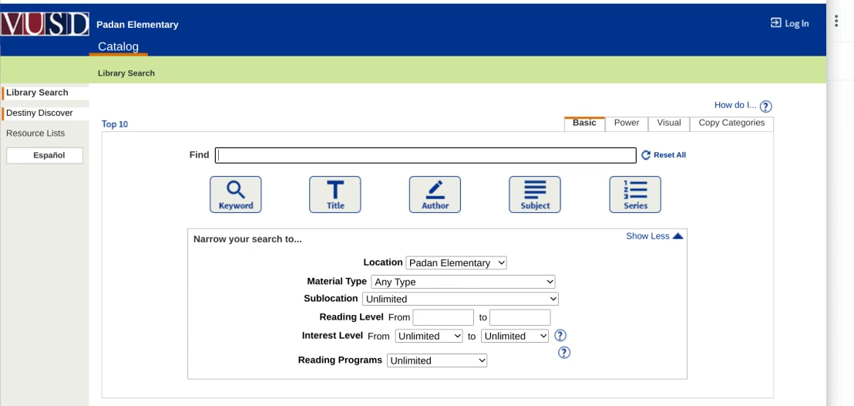 VUSD Padan Elementary
Log In
Catalog
Library Search
Library Search
Destiny Discover
Resource Lists
Español
How do I... ?
Top 10
Basic Power Visual Copy Categories
Find Reset All
Keyword Title Author Subject Series
Narrow your search to... Show Less
Location Padan Elementary
Material Type Any Type
Sublocation Unlimited
Reading Level From to
Interest Level From Unlimited to Unlimited ?
Reading Programs Unlimited ?